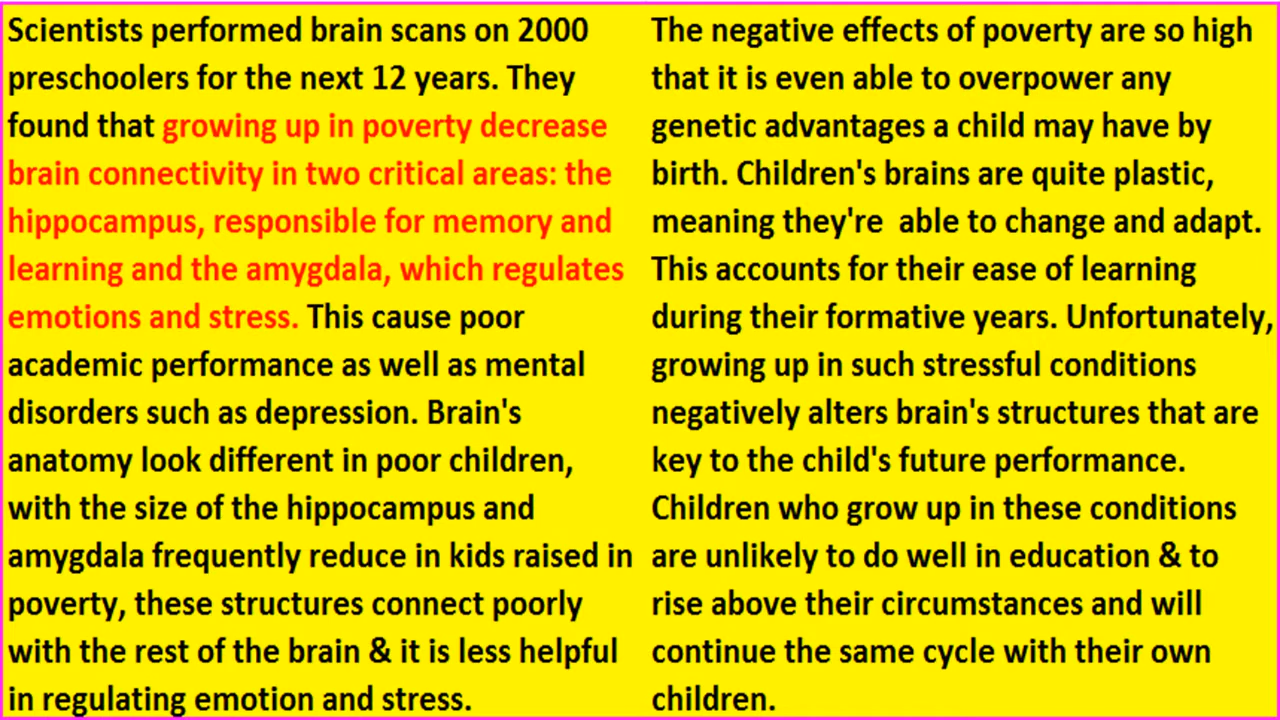 Scientists performed brain scans on 2000
preschoolers for the next 12 years. They
found that growing up in poverty decrease
brain connectivity in two critical areas: the
hippocampus, responsible for memory and
learning and the amygdala, which regulates
emotions and stress. This cause poor
academic performance as well as mental
disorders such as depression. Brain's
anatomy look different in poor children,
with the size of the hippocampus and
amygdala frequently reduce in kids raised in
poverty, these structures connect poorly
with the rest of the brain & it is less helpful
in regulating emotion and stress.
The negative effects of poverty are so high
that it is even able to overpower any
genetic advantages a child may have by
birth. Children's brains are quite plastic,
meaning they're  able to change and adapt.
This accounts for their ease of learning
during their formative years. Unfortunately,
growing up in such stressful conditions
negatively alters brain's structures that are
key to the child's future performance.
Children who grow up in these conditions
are unlikely to do well in education & to
rise above their circumstances and will
continue the same cycle with their own
children.